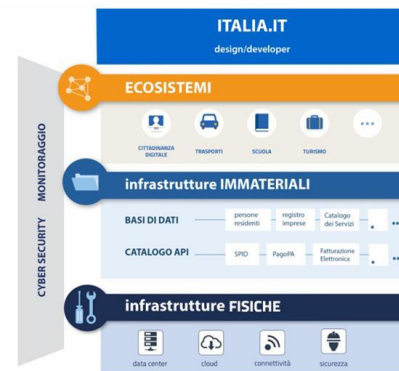 ITALIA.IT
design/developer
ECOSISTEMI
CITTADINANZA
DIGITALE
TRASPORTI
SCUOLA
TURISMO
...
infrastrutture IMMATERIALI
BASI DI DATI
persone
residenti
registro
imprese
Catalogo
dei Servizi
CATALOGO API
SPID
PagoPA
Fatturazione
Elettronica
infrastrutture FISICHE
data center
cloud
connettività
sicurezza
CYBER SECURITY MONITORAGGIO